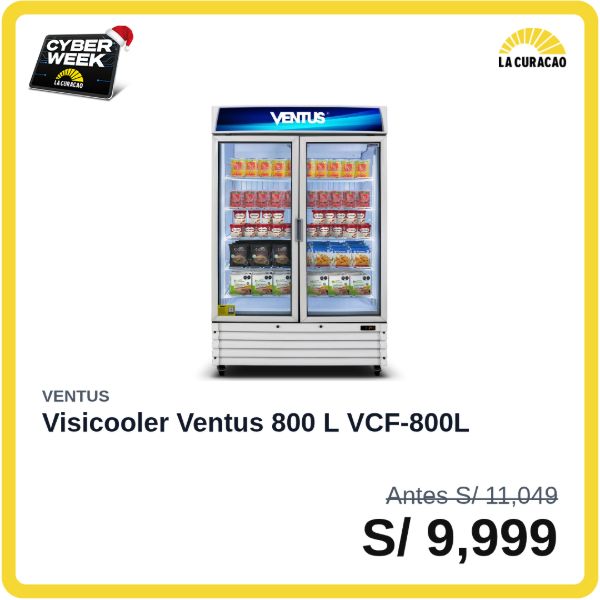 CYBER
WEEK
LA CURACAO
LA CURACAO
VENTUS
VENTUS
Visicooler Ventus 800 L VCF-800L
Antes S/ 11,049
S/ 9,999